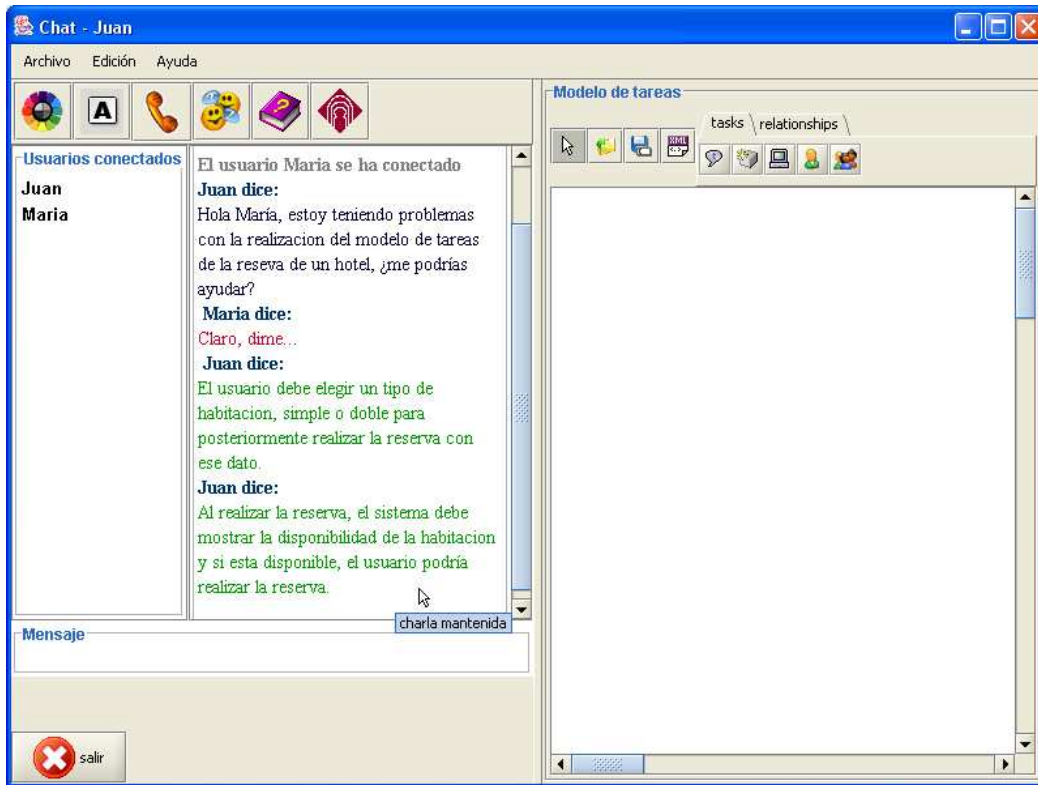 Chat - Juan
Archivo Edición Ayuda
A
Usuarios conectados
Juan
Maria
El usuario Maria se ha conectado
Juan dice:
Hola María, estoy teniendo problemas
con la realizacion del modelo de tareas
de la reseva de un hotel, ¿me podrías
ayudar?
Maria dice:
Claro, dime...
Juan dice:
El usuario debe elegir un tipo de
habitacion, simple o doble para
posteriormente realizar la reserva con
ese dato.
Juan dice:
Al realizar la reserva, el sistema debe
mostrar la disponibilidad de la habitacion
y si esta disponible, el usuario podría
realizar la reserva.
charla mantenida
Mensaje
salir
Modelo de tareas
tasks relationships
XML